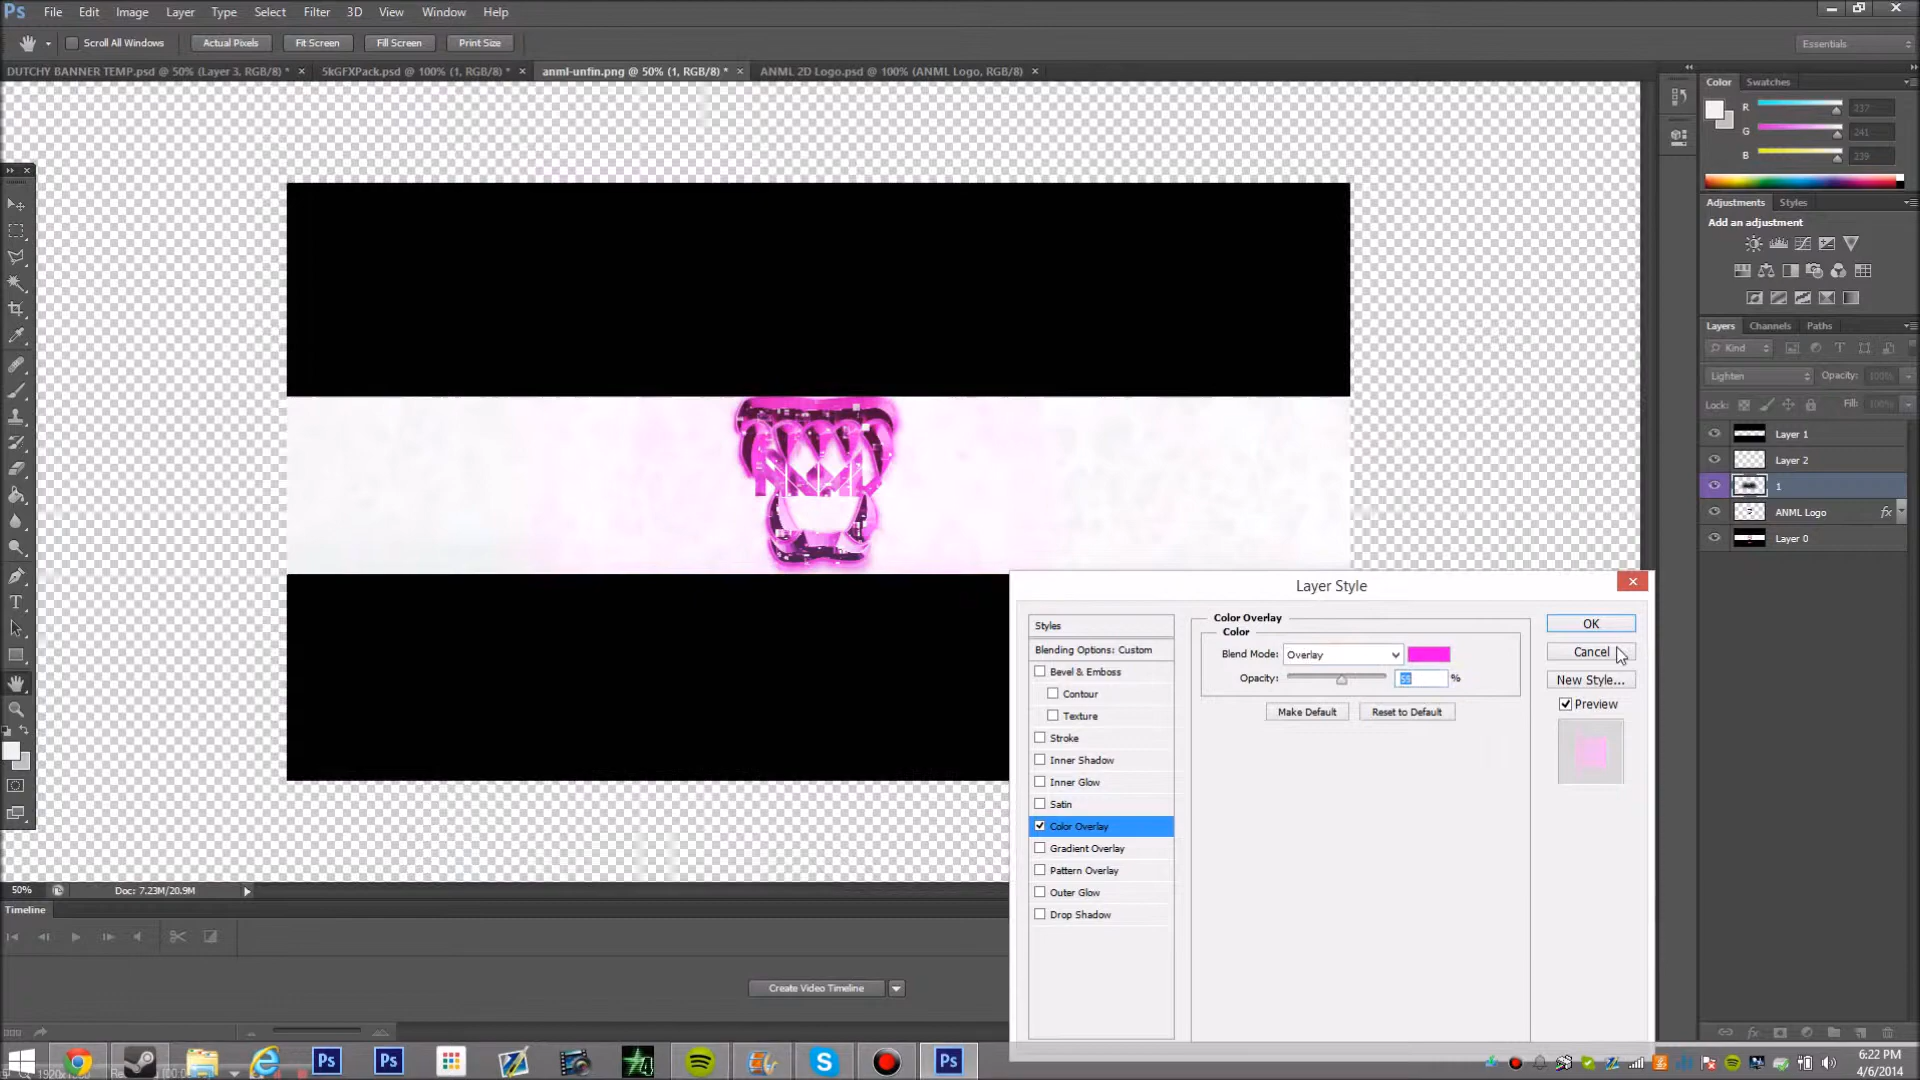 Ps File Edit Image Layer Type Select Filter 3D View Window Help
Scroll All Windows Actual Pixels Fit Screen Fill Screen Print Size Essentials
DUTCHY BANNER TEMP.psd @ 50% (Layer 3, RGB/8) * × 5kGFXPack.psd @ 100% (1, RGB/8) * × anml-unfin.png @ 50% (1, RGB/8) * × ANML 2D Logo.psd @ 100% (ANML Logo, RGB/8) ×
Color Swatches
R 237
G 241
B 239
Adjustments Styles
Add an adjustment
Layers Channels Paths
Kind
Lighten Opacity: 100%
Lock: Fill: 100%
Layer 1
Layer 2
1
ANML Logo fx
Layer 0
Layer Style
Styles
Blending Options: Custom
Bevel & Emboss
Contour
Texture
Stroke
Inner Shadow
Inner Glow
Satin
Color Overlay
Gradient Overlay
Pattern Overlay
Outer Glow
Drop Shadow
Color Overlay
Color
Blend Mode: Overlay
Opacity: 55 %
Make Default Reset to Default
OK
Cancel
New Style...
Preview
50% Doc: 7.23M/20.9M
Timeline
Create Video Timeline
6:22 PM
4/6/2014